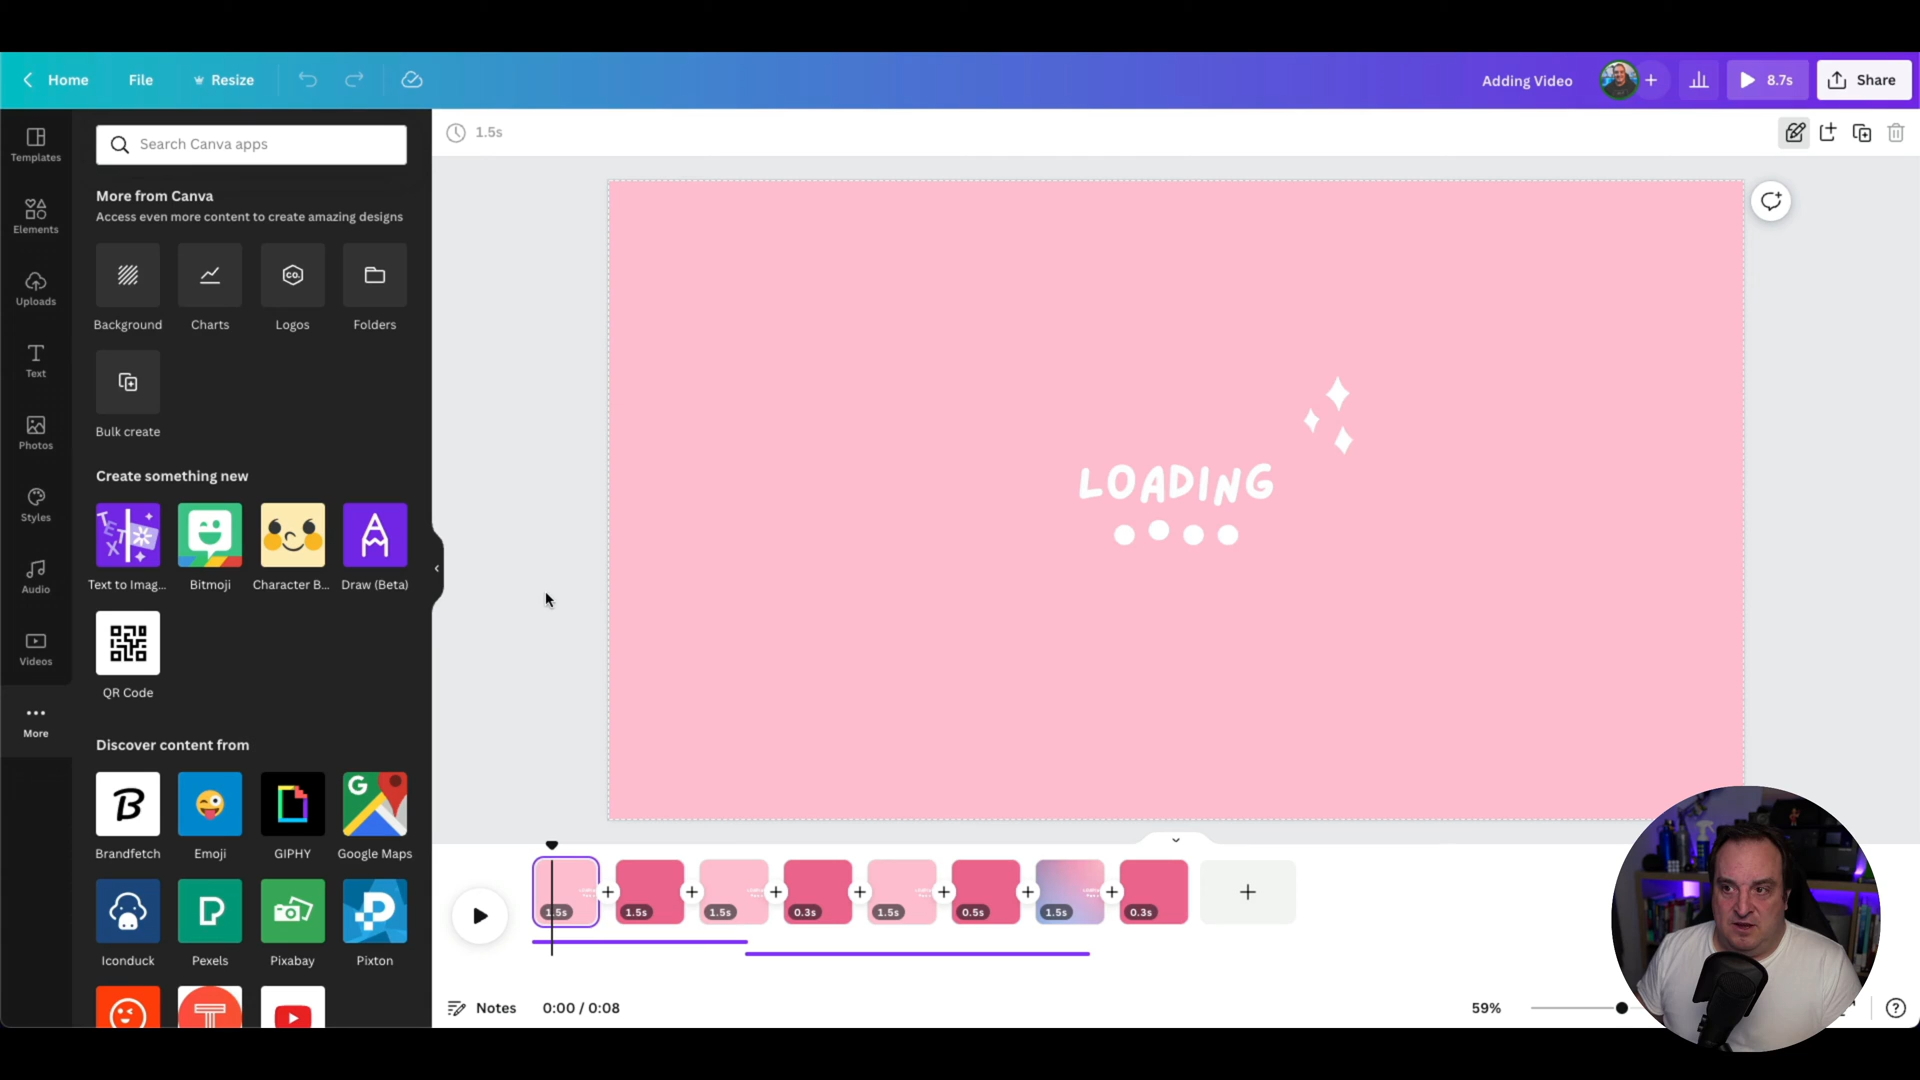 Home File Resize Adding Video 8.7s Share
Templates
Elements
Uploads
Text
Photos
Styles
Audio
Videos
More
Search Canva apps
More from Canva
Access even more content to create amazing designs
Background Charts Logos Folders
CO.
Bulk create
Create something new
Text to Imag... Bitmoji Character B... Draw (Beta)
QR Code
Discover content from
Brandfetch Emoji GIPHY Google Maps
Iconduck Pexels Pixabay Pixton
1.5s
LOADING
1.5s 1.5s 1.5s 0.3s 1.5s 0.5s 1.5s 0.3s
Notes 0:00 / 0:08 59%